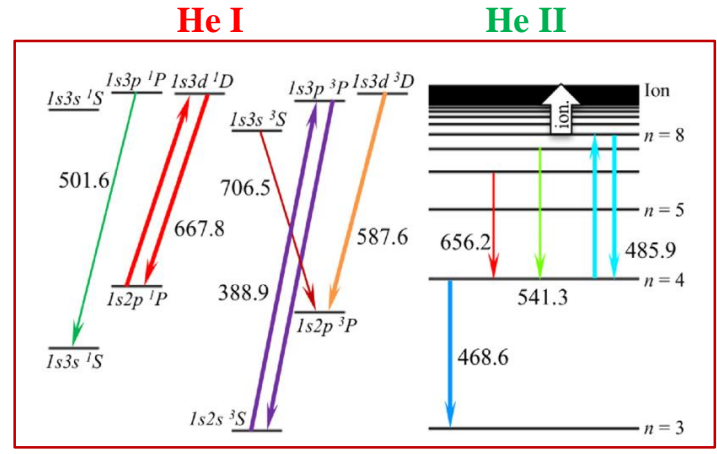 He I
He II
1s3s ¹S
1s3p ¹P
1s3d ¹D
1s3p ³P
1s3d ³D
1s3s ³S
501.6
667.8
706.5
388.9
587.6
1s2p ¹P
1s3s ¹S
1s2p ³P
1s2s ³S
Ion
ion.
n = 8
n = 5
656.2
485.9
n = 4
541.3
468.6
n = 3